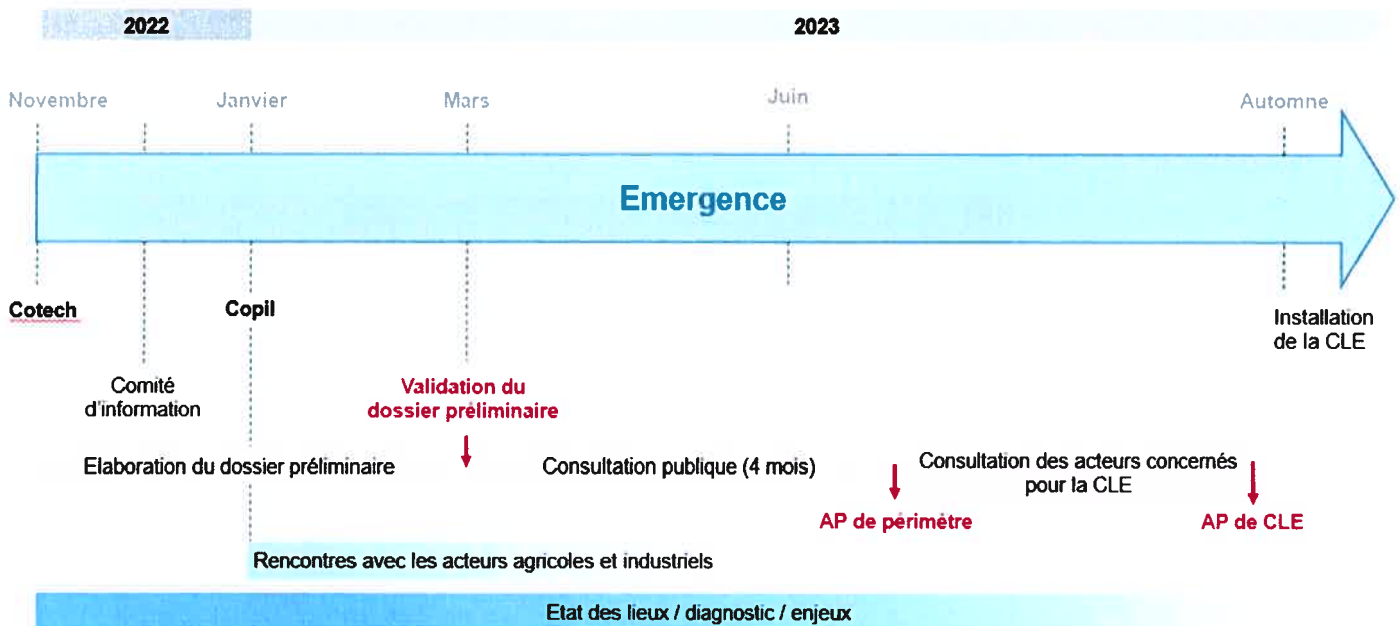 2022
2023
Novembre
Janvier
Mars
Juin
Automne
Emergence
Cotech
Copil
Installation
de la CLE
Comité
d'information
Validation du
dossier préliminaire
Elaboration du dossier préliminaire
Consultation publique (4 mois)
Consultation des acteurs concernés
pour la CLE
AP de périmètre
AP de CLE
Rencontres avec les acteurs agricoles et industriels
Etat des lieux / diagnostic / enjeux